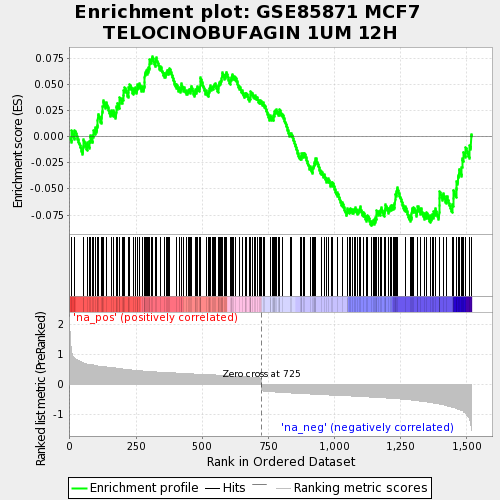 Enrichment plot: GSE85871 MCF7
TELOCINOBUFAGIN 1UM 12H
Enrichment score (ES)
0.075
0.050
0.025
0.000
-0.025
-0.050
-0.075
'na_pos' (positively correlated)
Ranked list metric (PreRanked)
2
1
0
-1
Zero cross at 725
'na_neg' (negatively correlated)
0
250
500
750
1,000
1,250
1,500
Rank in Ordered Dataset
Enrichment profile
Hits
Ranking metric scores